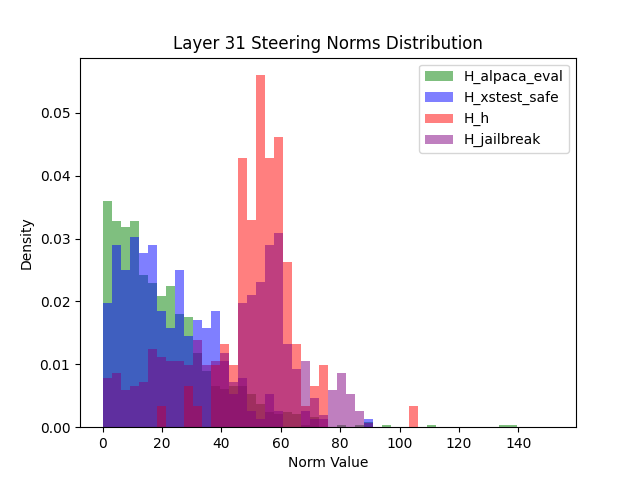 Layer 31 Steering Norms Distribution
H_alpaca_eval
H_xstest_safe
H_h
H_jailbreak
Density
0.05
0.04
0.03
0.02
0.01
0.00
0 20 40 60 80 100 120 140
Norm Value